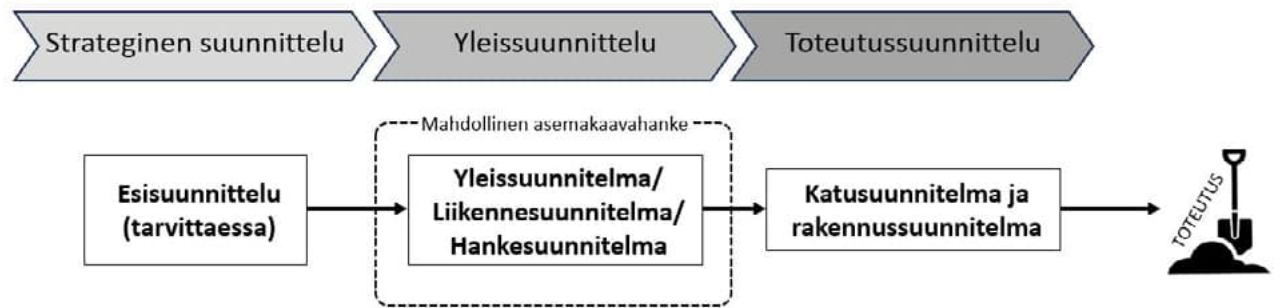 Strateginen suunnittelu
Yleissuunnittelu
Toteutussuunnittelu
Mahdollinen asemakaavahanke
Esisuunnittelu
(tarvittaessa)
Yleissuunnitelma/
Liikennesuunnitelma/
Hankesuunnitelma
Katusuunnitelma ja
rakennussuunnitelma
TOTEUTUS